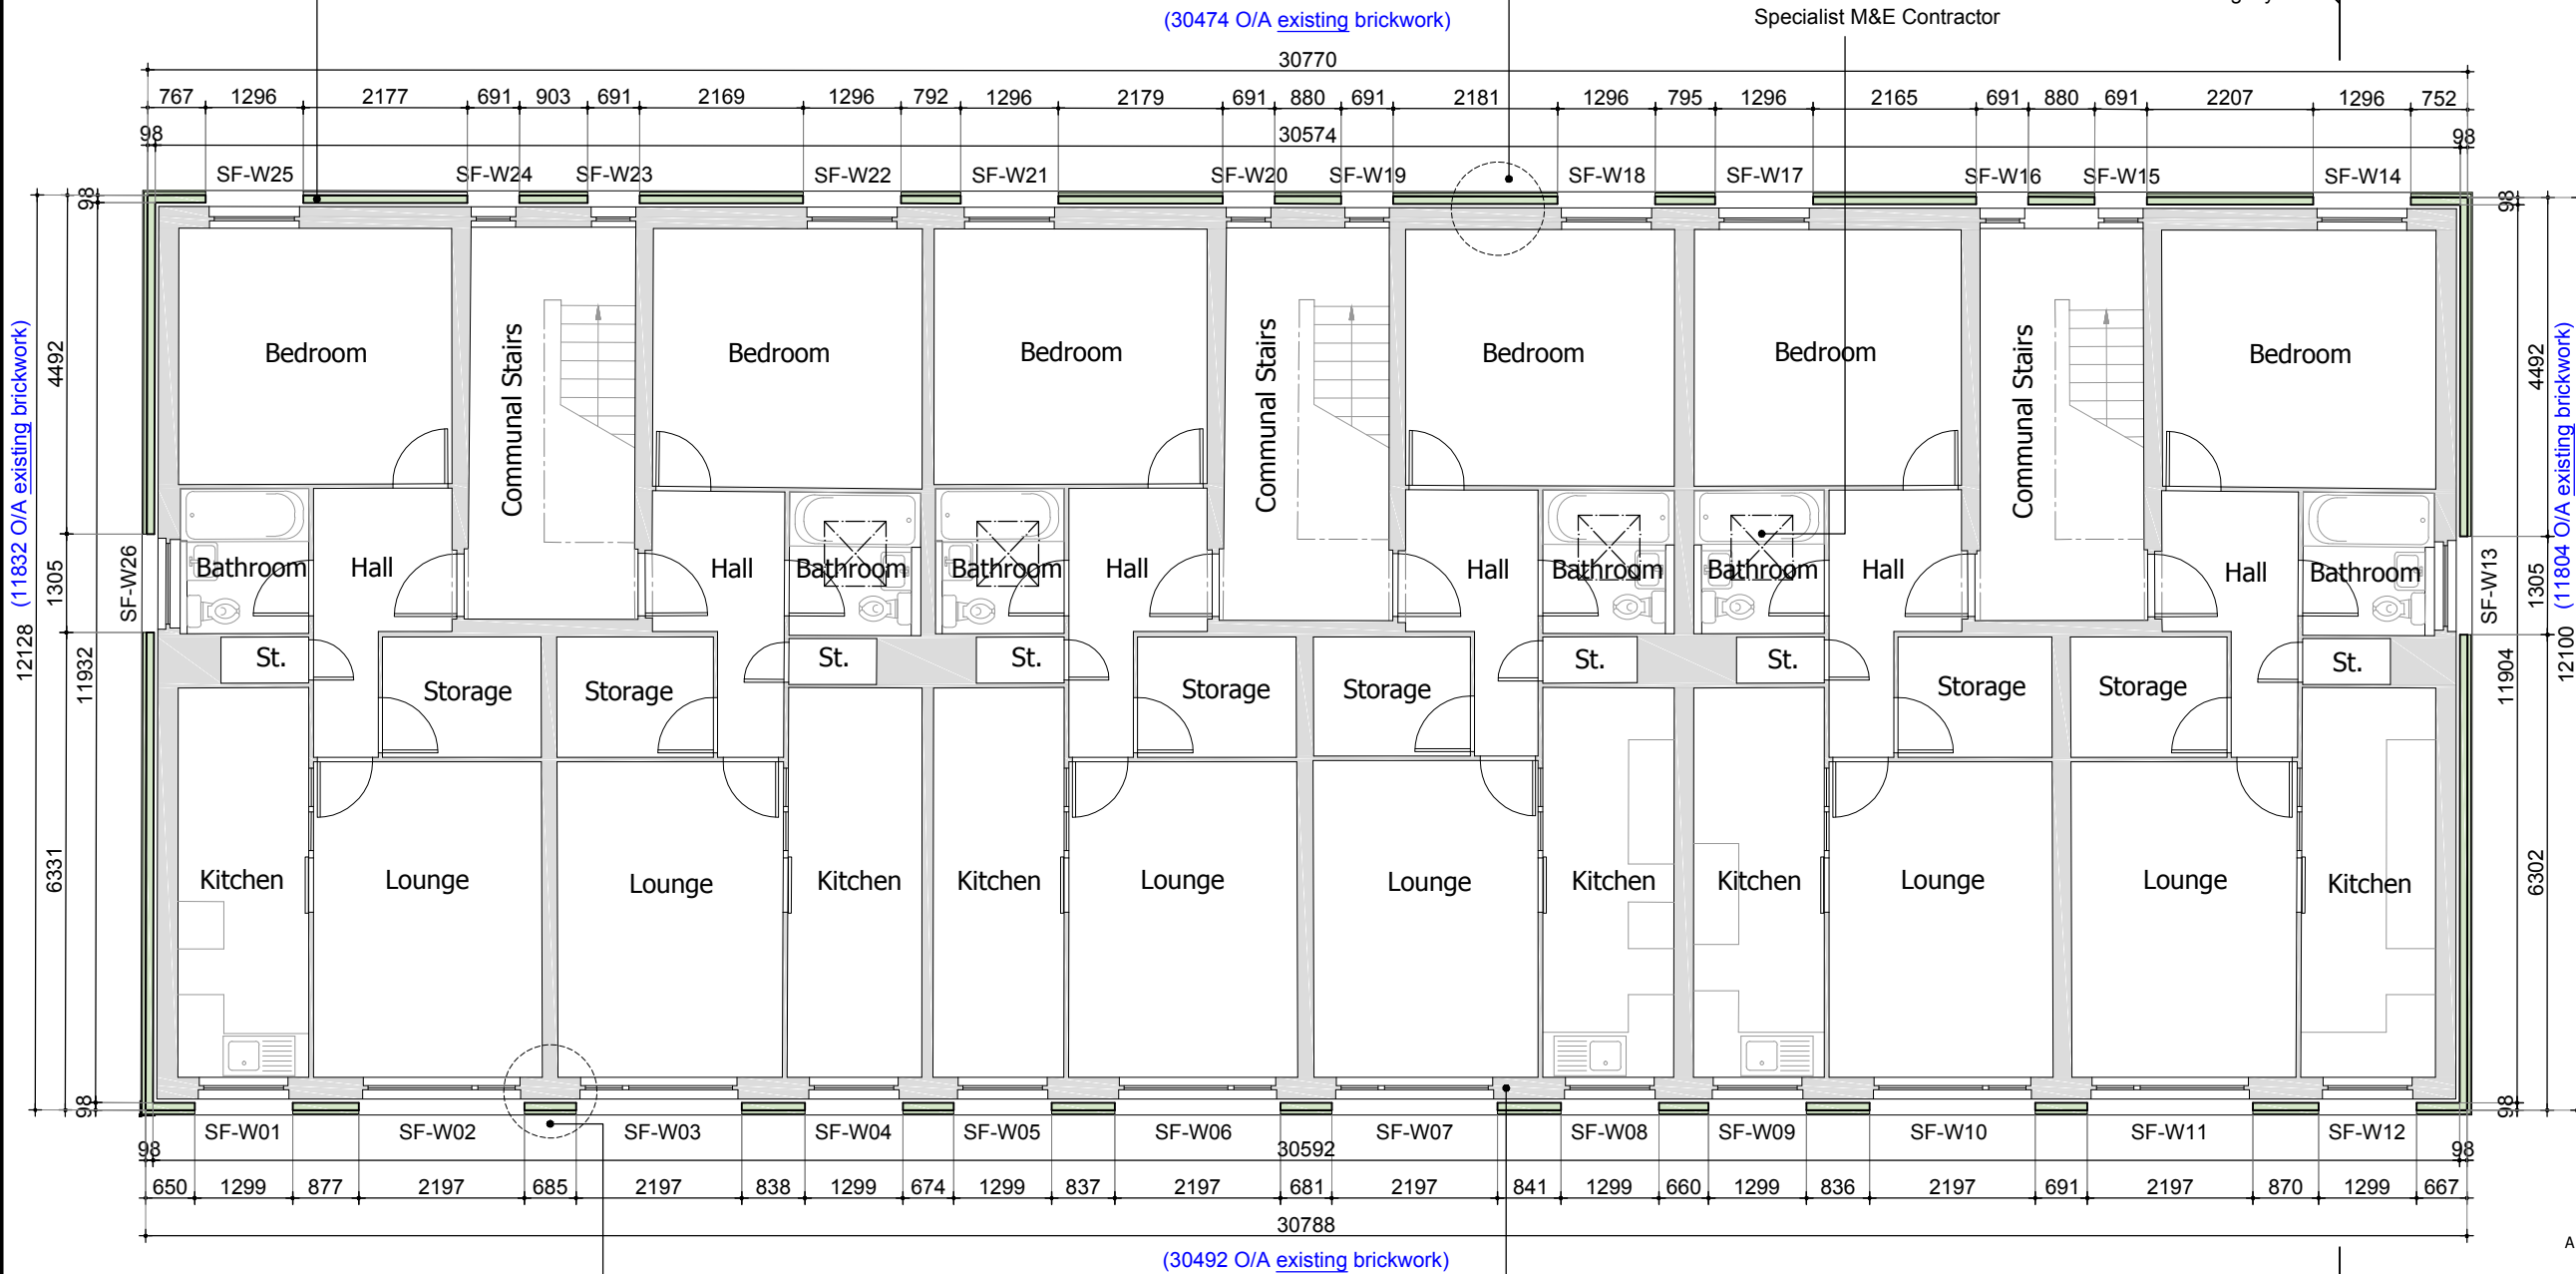 (30474 O/A existing brickwork)
Specialist M&E Contractor
30770
767 1296 2177 691 903 691 2169 1296 792 1296 2179 691 880 691 2181 1296 795 1296 2165 691 880 691 2207 1296 752
98 30574 98
SF-W25 SF-W24 SF-W23 SF-W22 SF-W21 SF-W20 SF-W19 SF-W18 SF-W17 SF-W16 SF-W15 SF-W14
98 98
(11832 O/A existing brickwork)
12128
4492
1305
6331
11932
SF-W26
Bedroom Communal Stairs Bedroom Bedroom Communal Stairs Bedroom Bedroom Communal Stairs Bedroom
4492
1305
6302
11904
12100
(11804 O/A existing brickwork)
SF-W13
Bathroom Hall Hall Bathroom Bathroom Hall Hall Bathroom Bathroom Hall Hall Bathroom
St. St. St. St. St. St.
Storage Storage Storage Storage Storage Storage
Kitchen Lounge Lounge Kitchen Kitchen Lounge Lounge Kitchen Kitchen Lounge Lounge Kitchen
98 98
SF-W01 SF-W02 SF-W03 SF-W04 SF-W05 SF-W06 SF-W07 SF-W08 SF-W09 SF-W10 SF-W11 SF-W12
98 30592 98
650 1299 877 2197 685 2197 838 1299 674 1299 837 2197 681 2197 841 1299 660 1299 836 2197 691 2197 870 1299 667
30788
(30492 O/A existing brickwork)
A